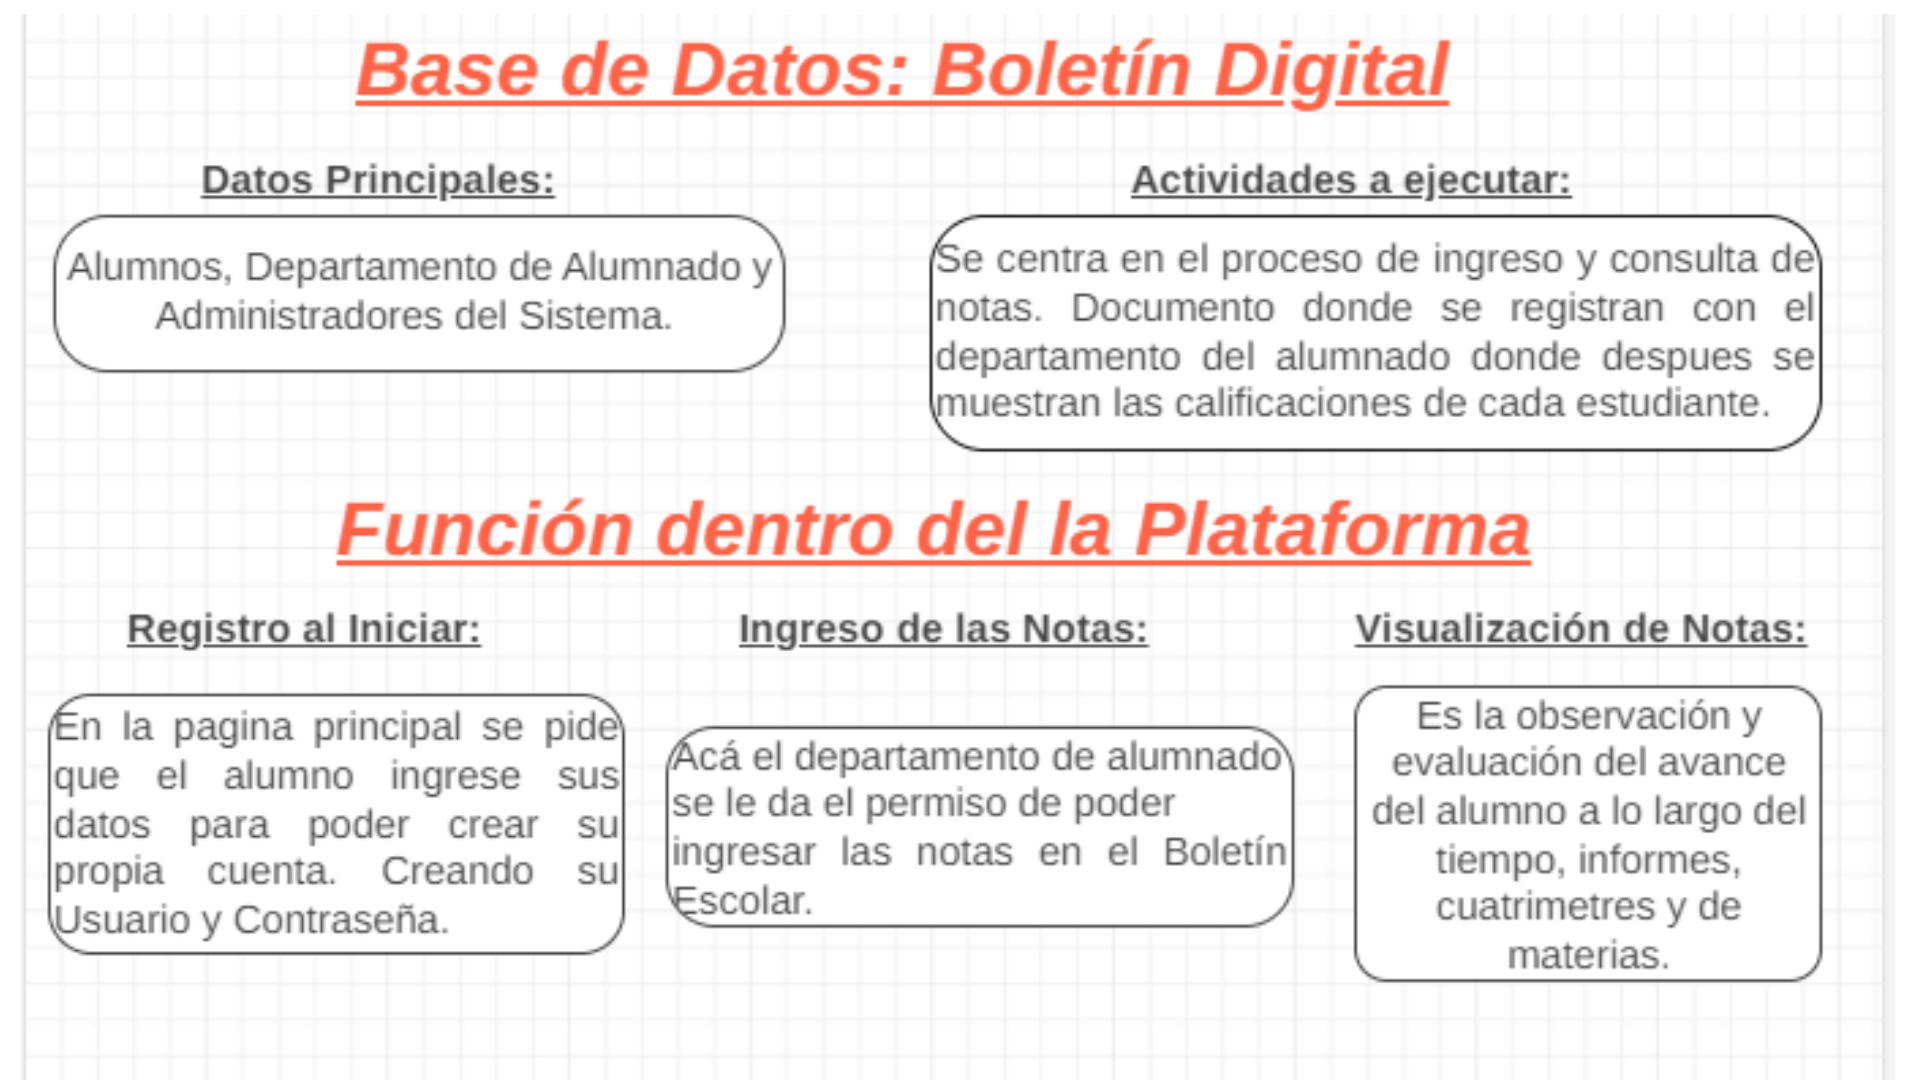 Base de Datos: Boletín Digital
Datos Principales:
Alumnos, Departamento de Alumnado y
Administradores del Sistema.
Actividades a ejecutar:
Se centra en el proceso de ingreso y consulta de
notas. Documento donde se registran con el
departamento del alumnado donde despues se
muestran las calificaciones de cada estudiante.
Función dentro del la Plataforma
Registro al Iniciar:
En la pagina principal se pide
que el alumno ingrese sus
datos para poder crear su
propia cuenta. Creando su
Usuario y Contraseña.
Ingreso de las Notas:
Acá el departamento de alumnado
se le da el permiso de poder
ingresar las notas en el Boletín
Escolar.
Visualización de Notas:
Es la observación y
evaluación del avance
del alumno a lo largo del
tiempo, informes,
cuatrimetres y de
materias.